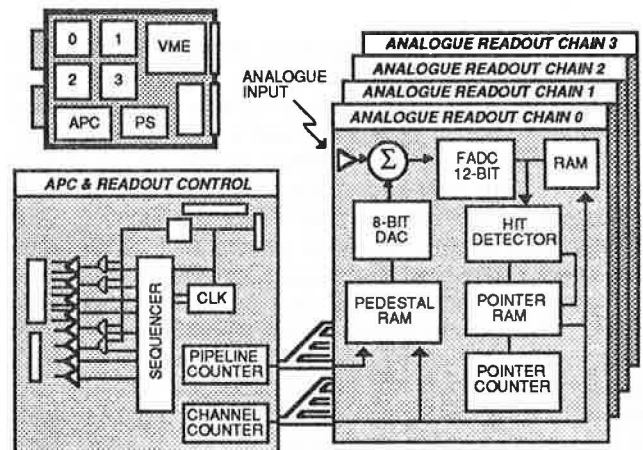 0 1 VME
2 3
APC PS
ANALOGUE READOUT CHAIN 3
ANALOGUE READOUT CHAIN 2
ANALOGUE READOUT CHAIN 1
ANALOGUE READOUT CHAIN 0
ANALOGUE
INPUT
Σ
FADC
12-BIT
RAM
8-BIT
DAC
HIT
DETECTOR
PEDESTAL
RAM
POINTER
RAM
POINTER
COUNTER
APC & READOUT CONTROL
SEQUENCER
CLK
PIPELINE
COUNTER
CHANNEL
COUNTER